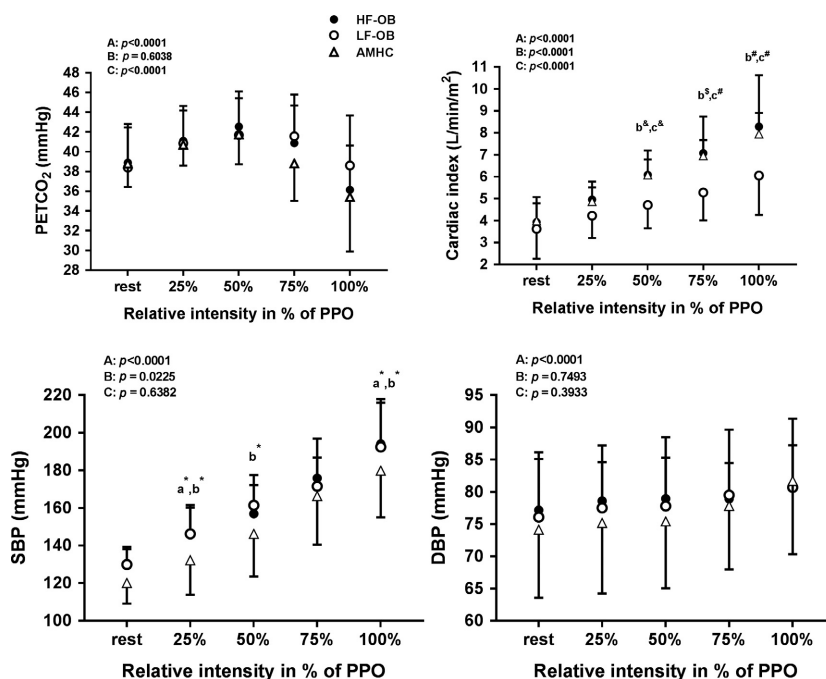 HF-OB
LF-OB
AMHC
A: p<0.0001
B: p = 0.6038
C: p<0.0001
48
46
44
42
40
38
36
34
32
30
28
PETCO2 (mmHg)
rest 25% 50% 75% 100%
Relative intensity in % of PPO
A: p<0.0001
B: p<0.0001
C: p<0.0001
b#,c#
b$,c#
b&,c&
11
10
9
8
7
6
5
4
3
2
Cardiac index (L/min/m²)
rest 25% 50% 75% 100%
Relative intensity in % of PPO
A: p<0.0001
B: p = 0.0225
C: p = 0.6382
a*,b*
b*
a*,b*
220
200
180
160
140
120
100
SBP (mmHg)
rest 25% 50% 75% 100%
Relative intensity in % of PPO
A: p<0.0001
B: p = 0.7493
C: p = 0.3933
95
90
85
80
75
70
65
60
DBP (mmHg)
rest 25% 50% 75% 100%
Relative intensity in % of PPO